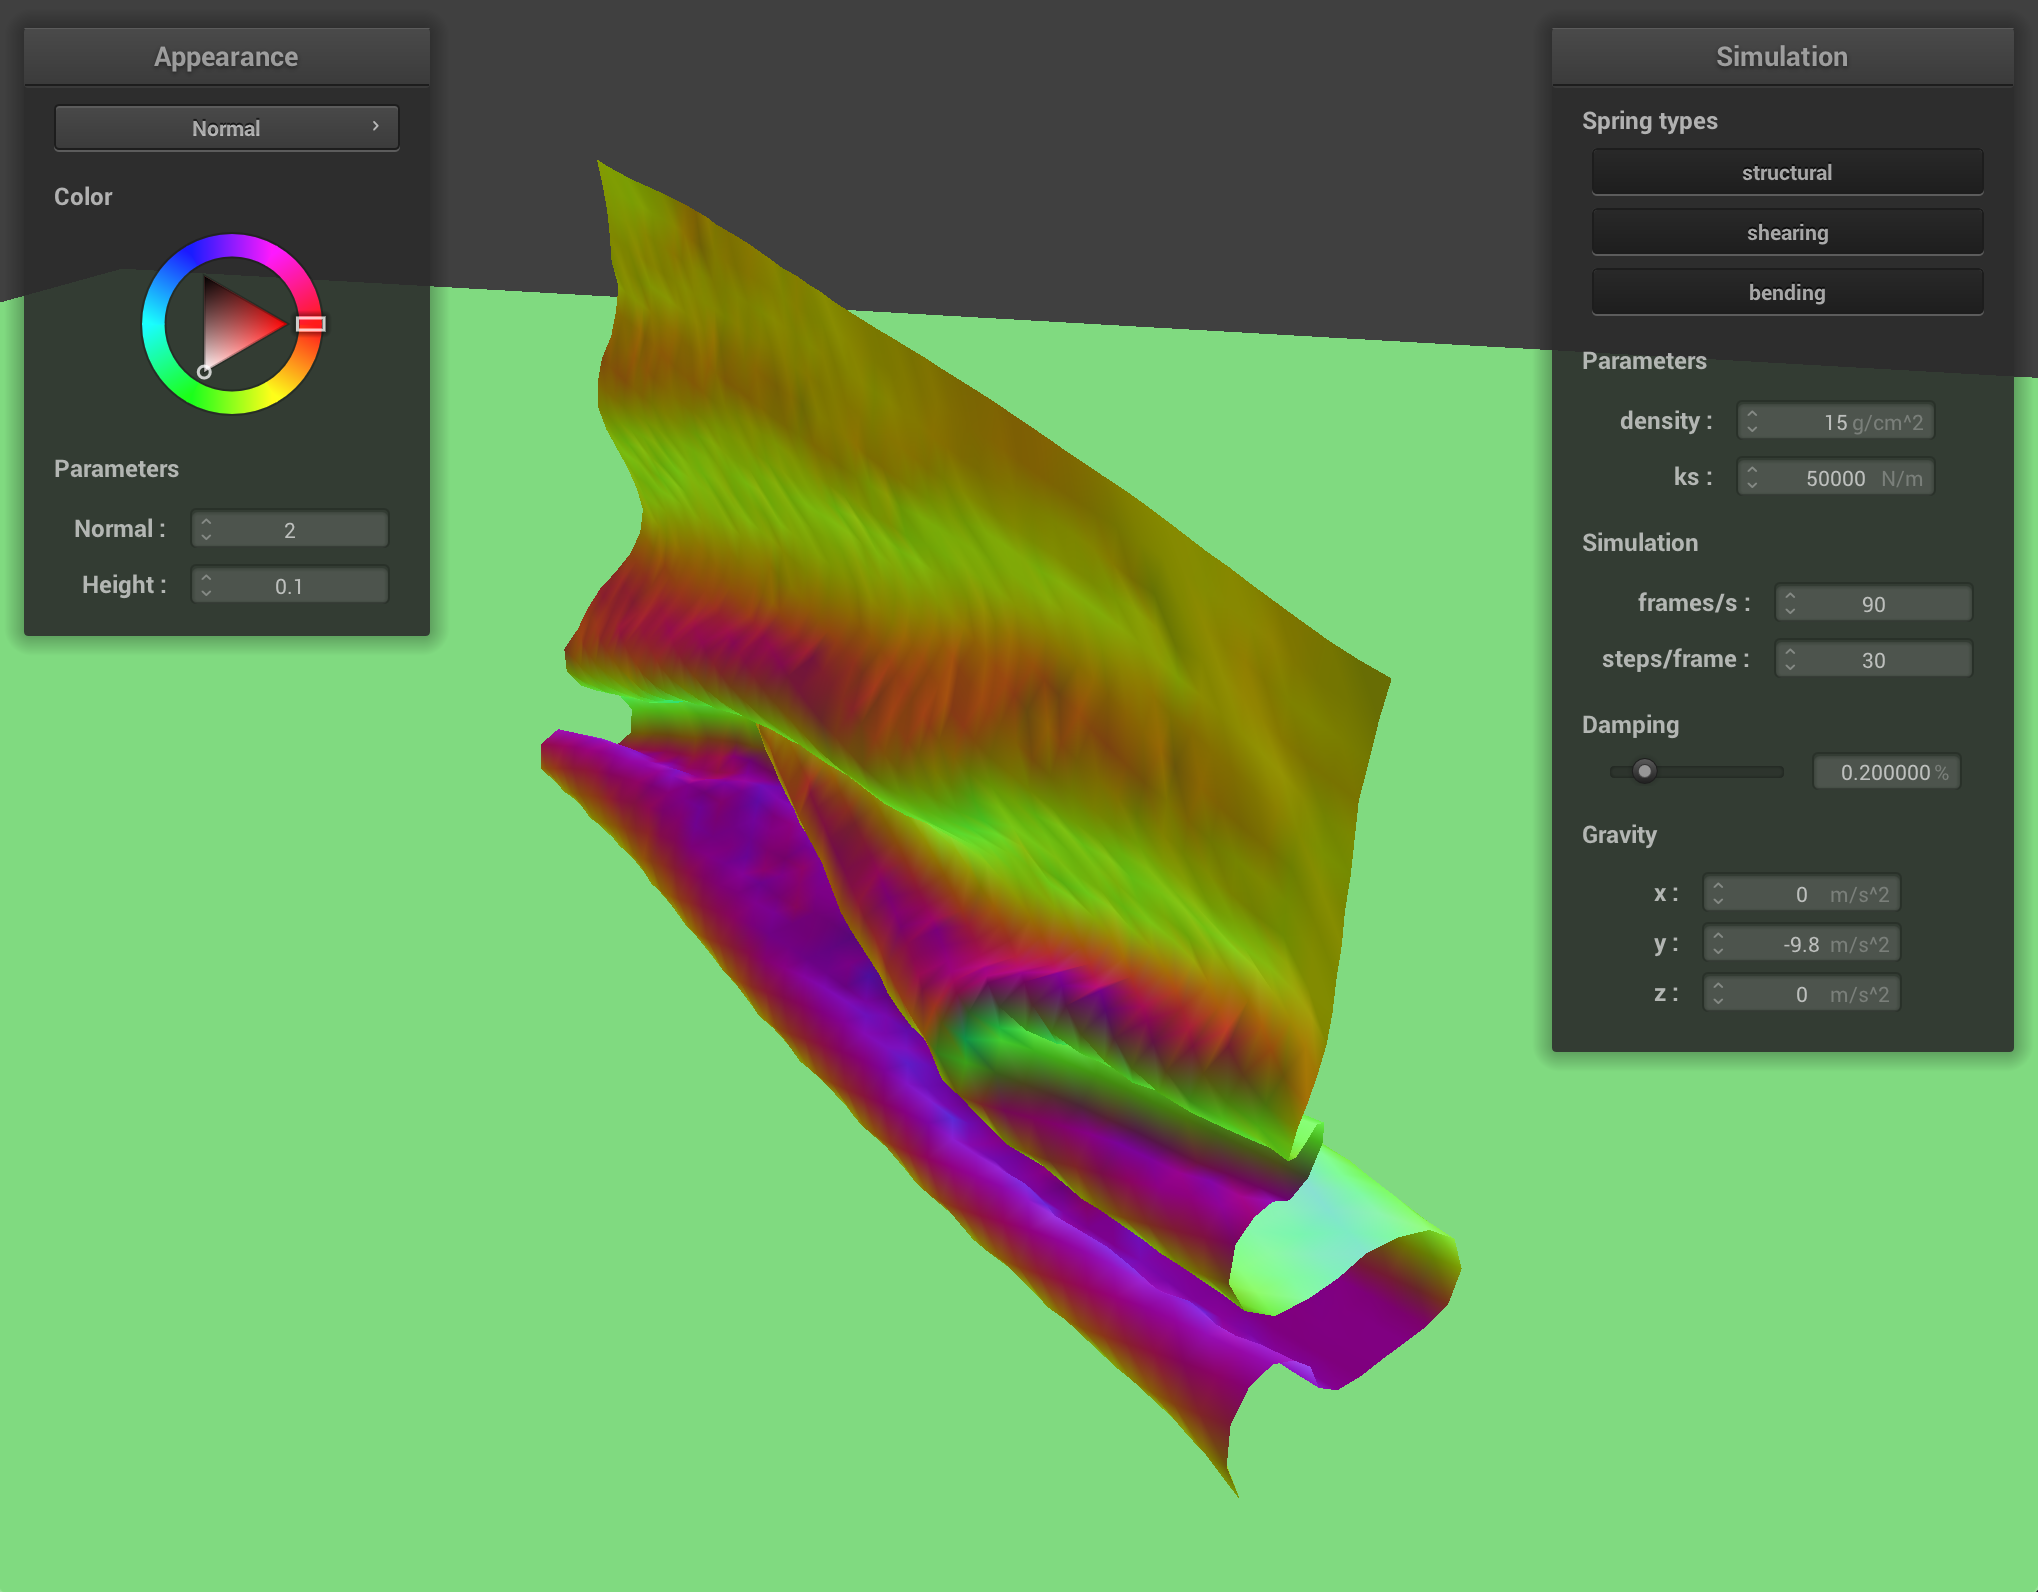 Appearance
Normal
Color
Parameters
Normal : 2
Height : 0.1
Simulation
Spring types
structural
shearing
bending
Parameters
density : 15 g/cm^2
ks : 50000 N/m
Simulation
frames/s : 90
steps/frame : 30
Damping
0.200000 %
Gravity
x : 0 m/s^2
y : -9.8 m/s^2
z : 0 m/s^2